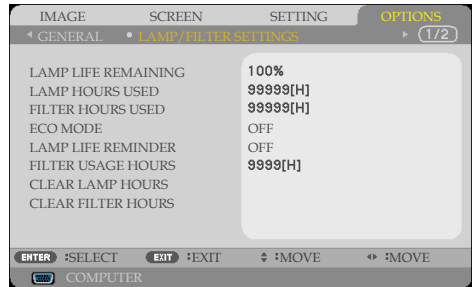 IMAGE SCREEN SETTING OPTIONS
GENERAL • LAMP/FILTER SETTINGS (1/2)
LAMP LIFE REMAINING 100%
LAMP HOURS USED 99999[H]
FILTER HOURS USED 99999[H]
ECO MODE OFF
LAMP LIFE REMINDER OFF
FILTER USAGE HOURS 9999[H]
CLEAR LAMP HOURS
CLEAR FILTER HOURS
ENTER :SELECT EXIT :EXIT :MOVE :MOVE
COMPUTER